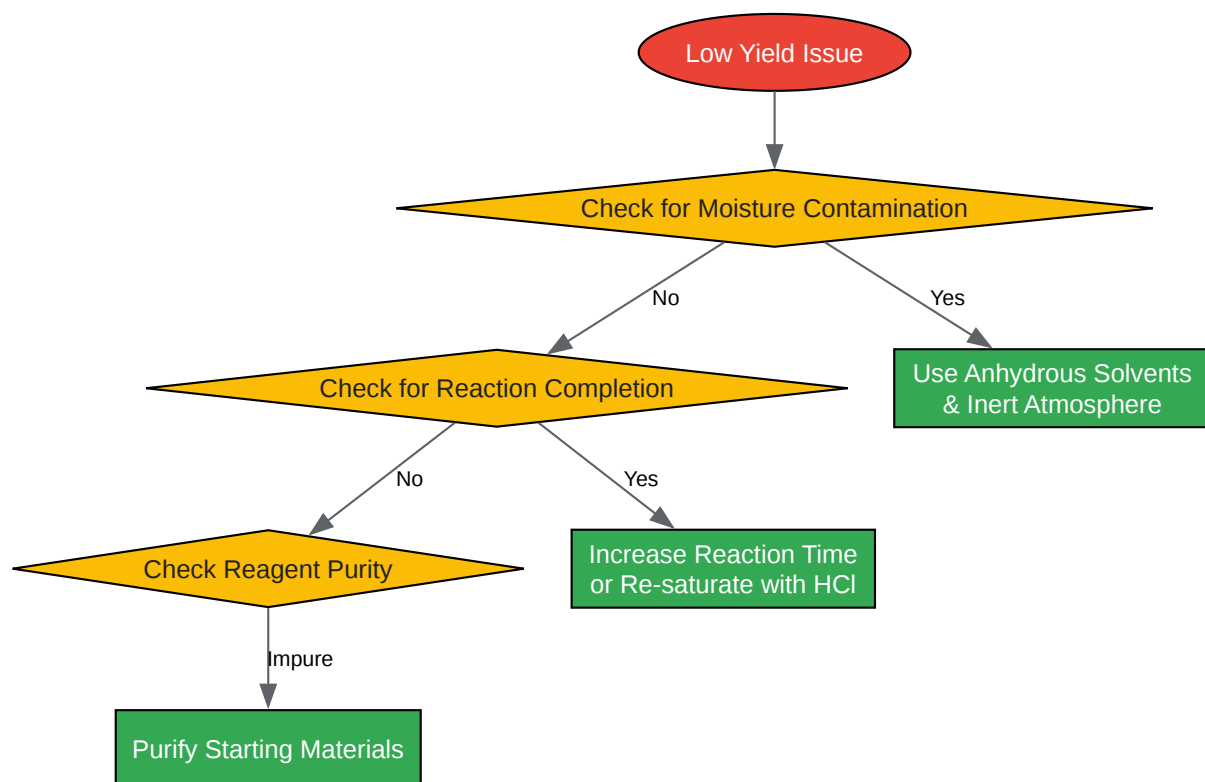 Low Yield Issue
Check for Moisture Contamination
No
Yes
Check for Reaction Completion
Use Anhydrous Solvents
& Inert Atmosphere
No
Yes
Check Reagent Purity
Increase Reaction Time
or Re-saturate with HCl
Impure
Purify Starting Materials